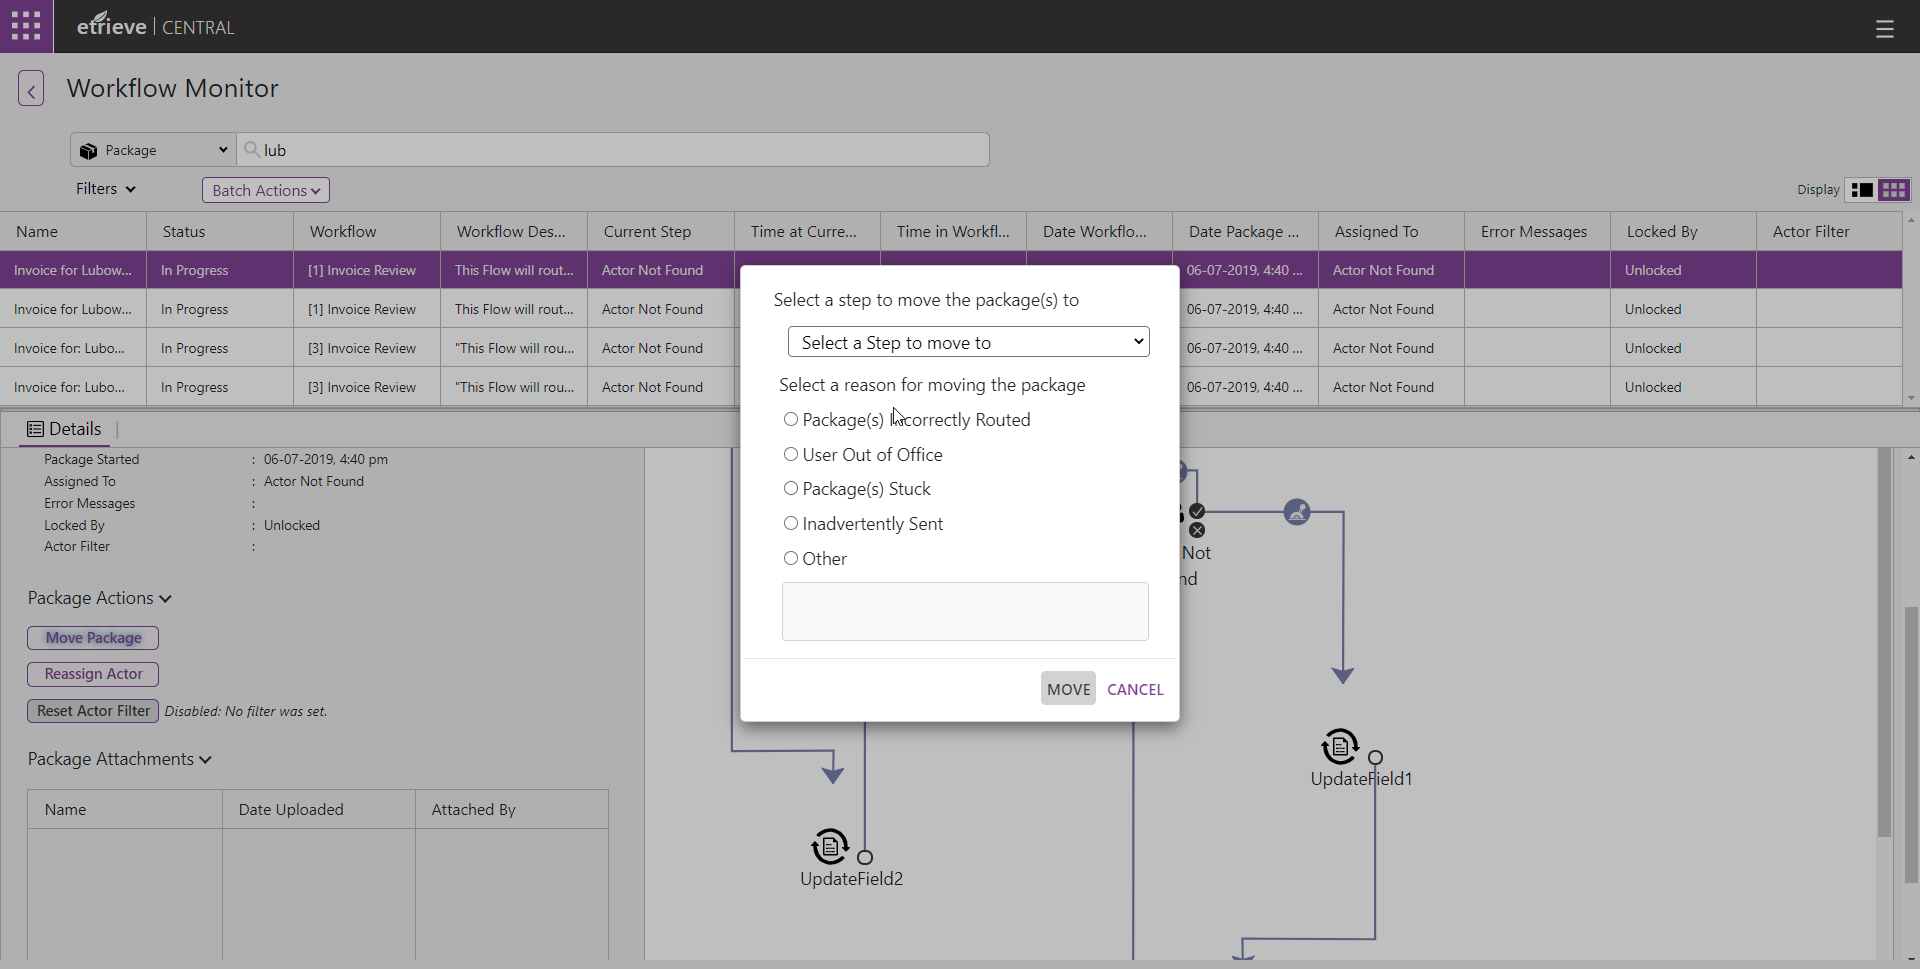 etrieve | CENTRAL
Workflow Monitor
Package lub
Filters Batch Actions Display
Name Status Workflow Workflow Des... Current Step Time at Curre... Time in Workfl... Date Workflo... Date Package ... Assigned To Error Messages Locked By Actor Filter
Invoice for Lubow... In Progress [1] Invoice Review This Flow will rout... Actor Not Found 06-07-2019, 4:40 ... Actor Not Found Unlocked
Invoice for Lubow... In Progress [1] Invoice Review This Flow will rout... Actor Not Found 06-07-2019, 4:40 ... Actor Not Found Unlocked
Invoice for: Lubo... In Progress [3] Invoice Review "This Flow will rou... Actor Not Found 06-07-2019, 4:40 ... Actor Not Found Unlocked
Invoice for: Lubo... In Progress [3] Invoice Review "This Flow will rou... Actor Not Found 06-07-2019, 4:40 ... Actor Not Found Unlocked
Select a step to move the package(s) to
Select a Step to move to
Select a reason for moving the package
Package(s) Incorrectly Routed
User Out of Office
Package(s) Stuck
Inadvertently Sent
Other
MOVE CANCEL
Details
Package Started : 06-07-2019, 4:40 pm
Assigned To : Actor Not Found
Error Messages :
Locked By : Unlocked
Actor Filter :
Package Actions
Move Package
Reassign Actor
Reset Actor Filter Disabled: No filter was set.
Package Attachments
Name Date Uploaded Attached By
Not
nd
UpdateField1
UpdateField2